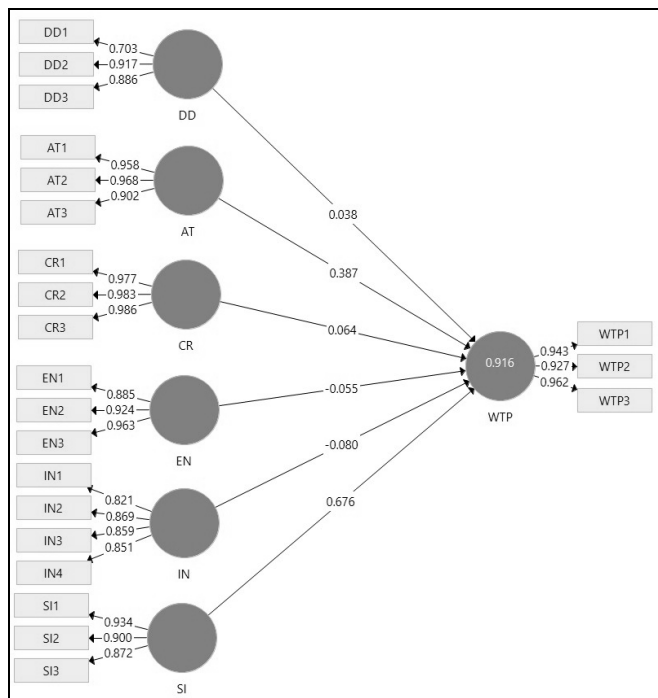 DD1
0.703
DD2
0.917
DD3
0.886
DD
AT1
0.958
AT2
0.968
AT3
0.902
AT
CR1
0.977
CR2
0.983
CR3
0.986
CR
EN1
0.885
EN2
0.924
EN3
0.963
EN
IN1
0.821
IN2
0.869
IN3
0.859
IN4
0.851
IN
SI1
0.934
SI2
0.900
SI3
0.872
SI
0.038
0.387
0.064
-0.055
-0.080
0.676
0.916
WTP
0.943
WTP1
0.927
WTP2
0.962
WTP3